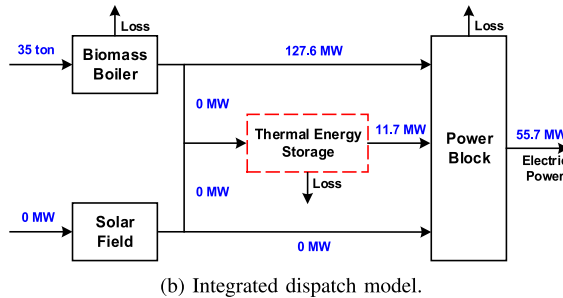 Loss
Loss
35 ton
Biomass
Boiler
127.6 MW
0 MW
Thermal Energy
Storage
11.7 MW
Power
Block
55.7 MW
Electric
Power
Loss
0 MW
0 MW
Solar
Field
0 MW
(b) Integrated dispatch model.